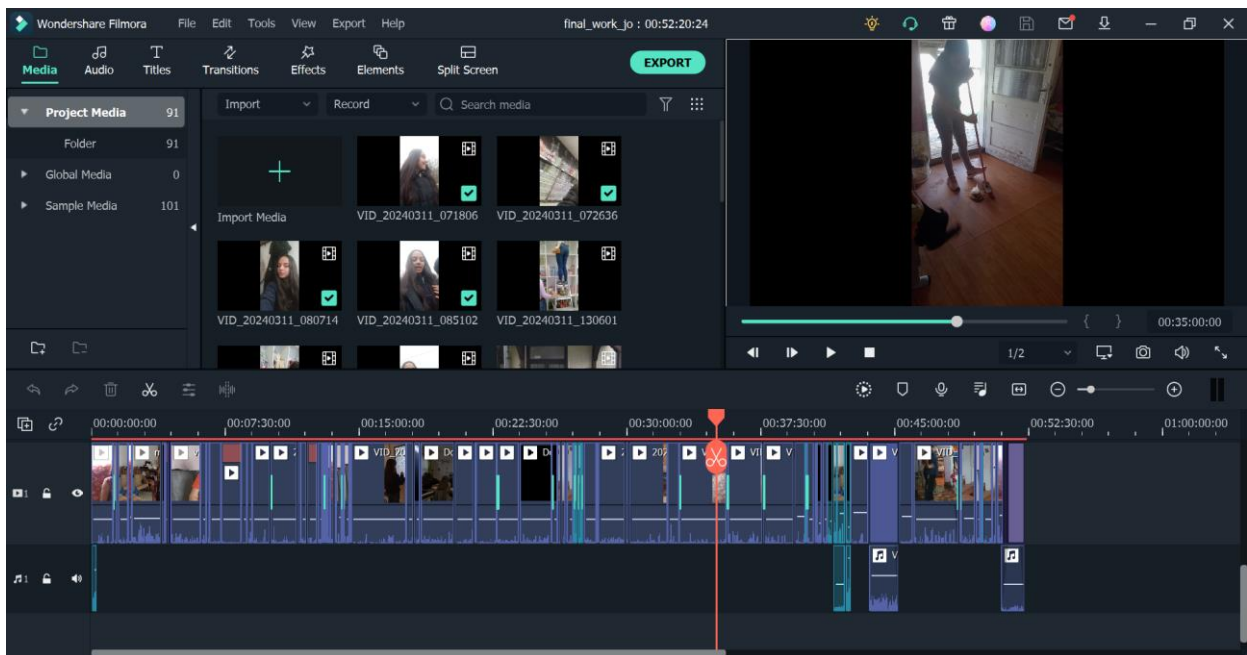 Wondershare Filmora File Edit Tools View Export Help final_work_jo : 00:52:20:24
Media Audio Titles Transitions Effects Elements Split Screen EXPORT
Project Media 91
Folder 91
Global Media 0
Sample Media 101
Import Record Search media
Import Media VID_20240311_071806 VID_20240311_072636
VID_20240311_080714 VID_20240311_085102 VID_20240311_130601
{ } 00:35:00:00
1/2
00:00:00:00 00:07:30:00 00:15:00:00 00:22:30:00 00:30:00:00 00:37:30:00 00:45:00:00 00:52:30:00 01:00:00:00
1
1